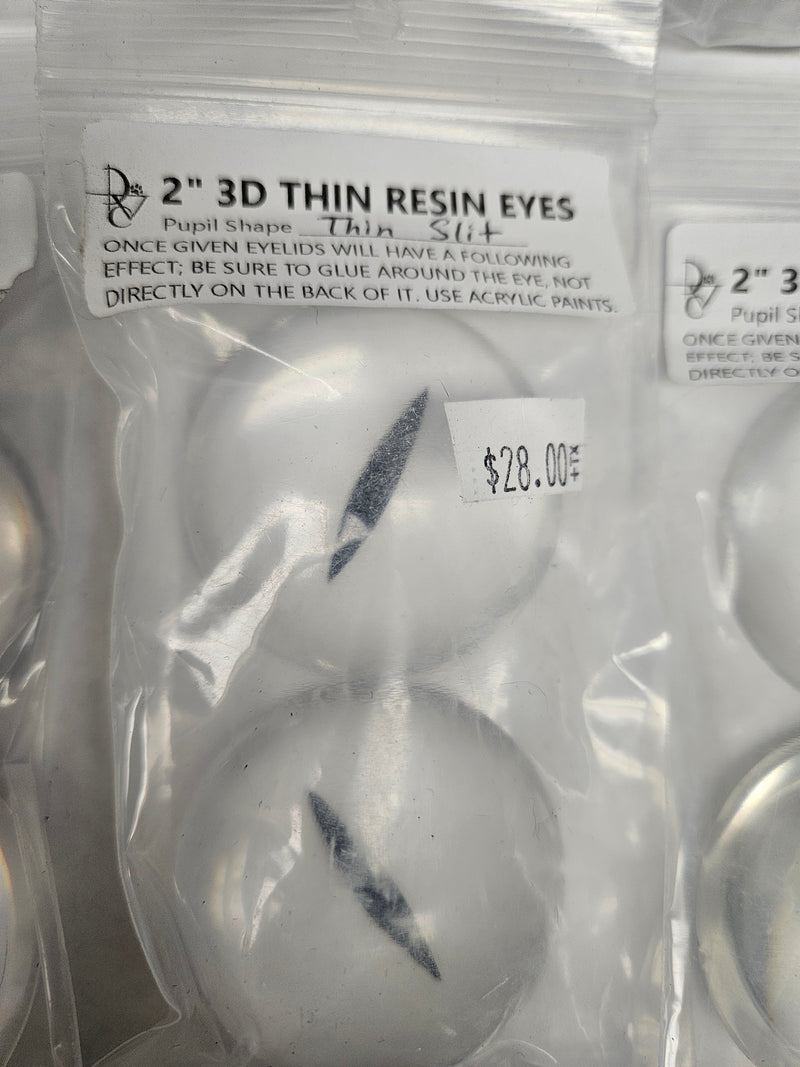 2" 3D THIN RESIN EYES
Pupil Shape Thin Slit
ONCE GIVEN EYELIDS WILL HAVE A FOLLOWING
EFFECT; BE SURE TO GLUE AROUND THE EYE, NOT
DIRECTLY ON THE BACK OF IT. USE ACRYLIC PAINTS.
$28.00 +TX
2" 3
Pupil S
ONCE GIVEN
EFFECT; BE S
DIRECTLY O